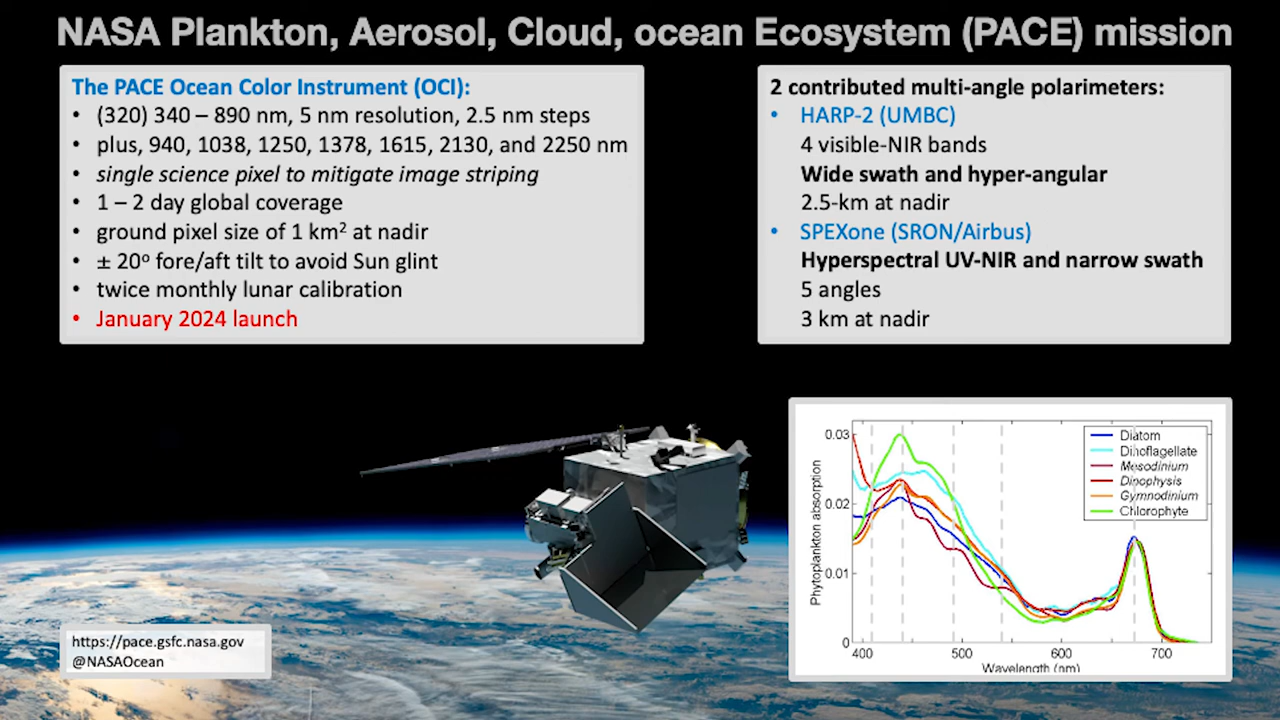 NASA Plankton, Aerosol, Cloud, ocean Ecosystem (PACE) mission
The PACE Ocean Color Instrument (OCI):
• (320) 340 – 890 nm, 5 nm resolution, 2.5 nm steps
• plus, 940, 1038, 1250, 1378, 1615, 2130, and 2250 nm
• single science pixel to mitigate image striping
• 1 – 2 day global coverage
• ground pixel size of 1 km² at nadir
• ± 20º fore/aft tilt to avoid Sun glint
• twice monthly lunar calibration
• January 2024 launch
2 contributed multi-angle polarimeters:
• HARP-2 (UMBC)
4 visible-NIR bands
Wide swath and hyper-angular
2.5-km at nadir
• SPEXone (SRON/Airbus)
Hyperspectral UV-NIR and narrow swath
5 angles
3 km at nadir
https://pace.gsfc.nasa.gov
@NASAOcean
Phytoplankton absorption
0.03
0.02
0.01
0
400
500
600
700
Wavelength (nm)
Diatom
Dinoflagellate
Mesodinium
Dinophysis
Gymnodinium
Chlorophyte